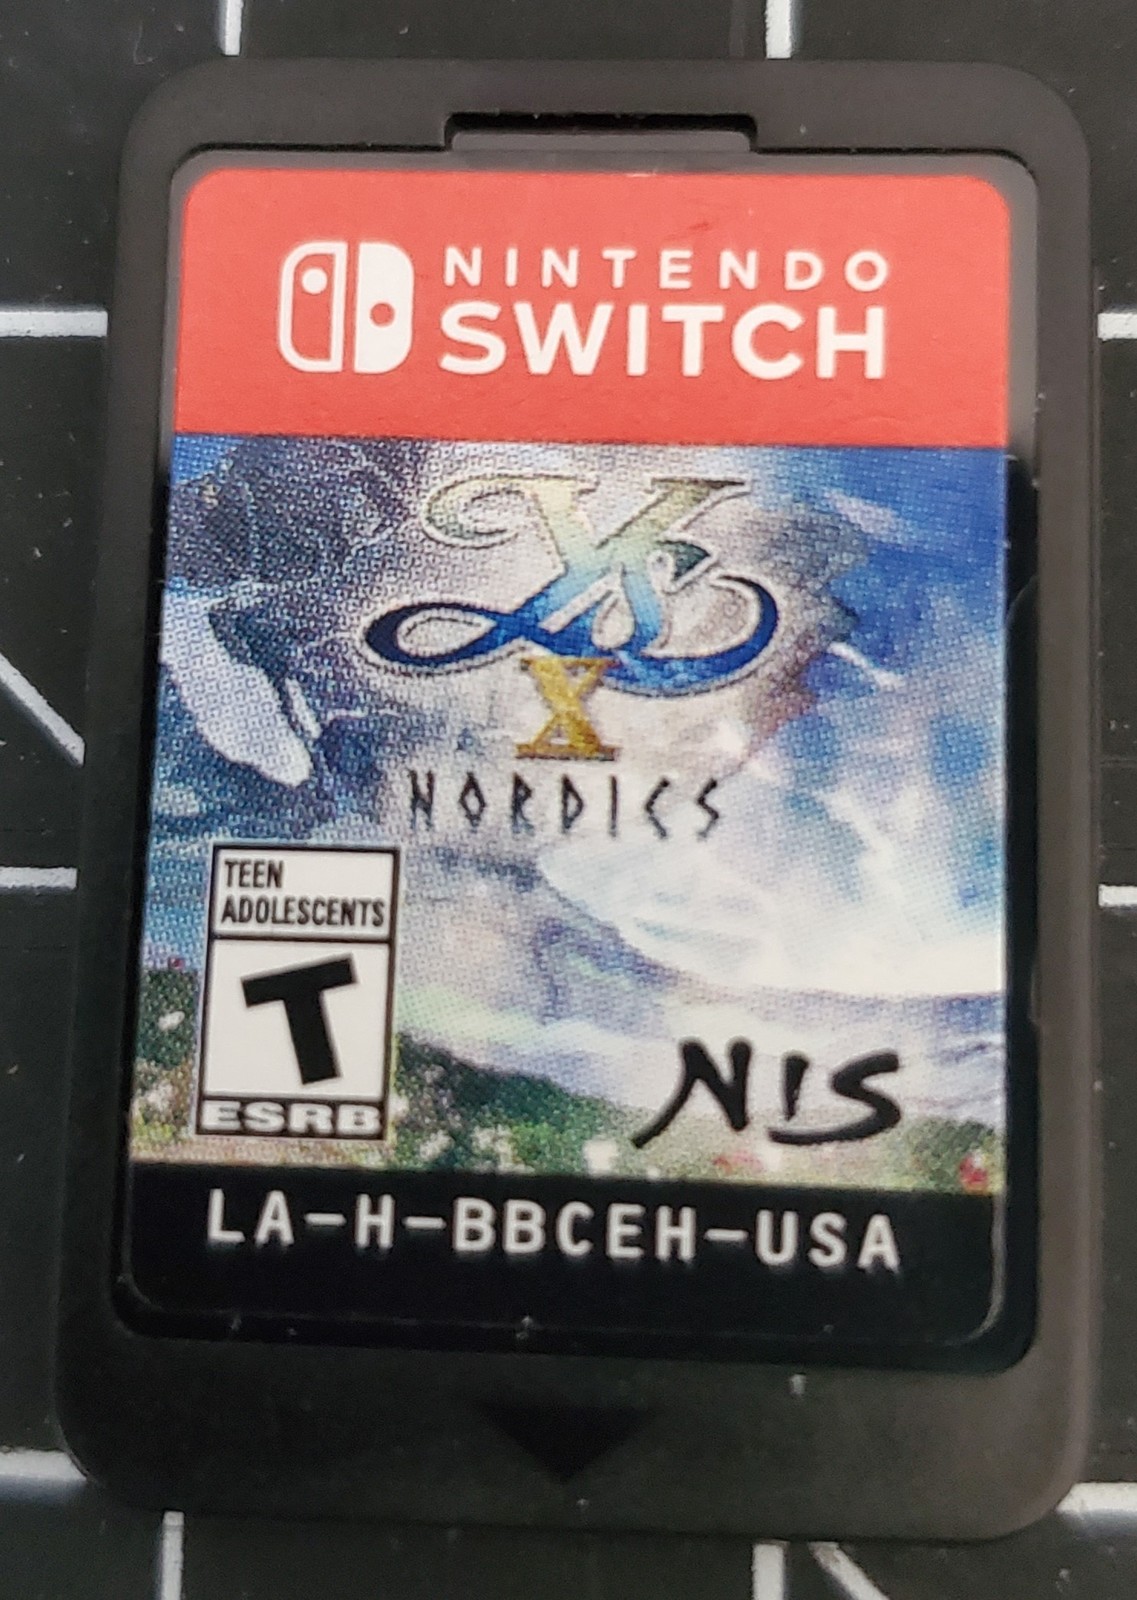 NINTENDO
SWITCH
Ys
X
NORDICS
TEEN
ADOLESCENTS
T
ESRB
NIS
LA-H-BBCEH-USA